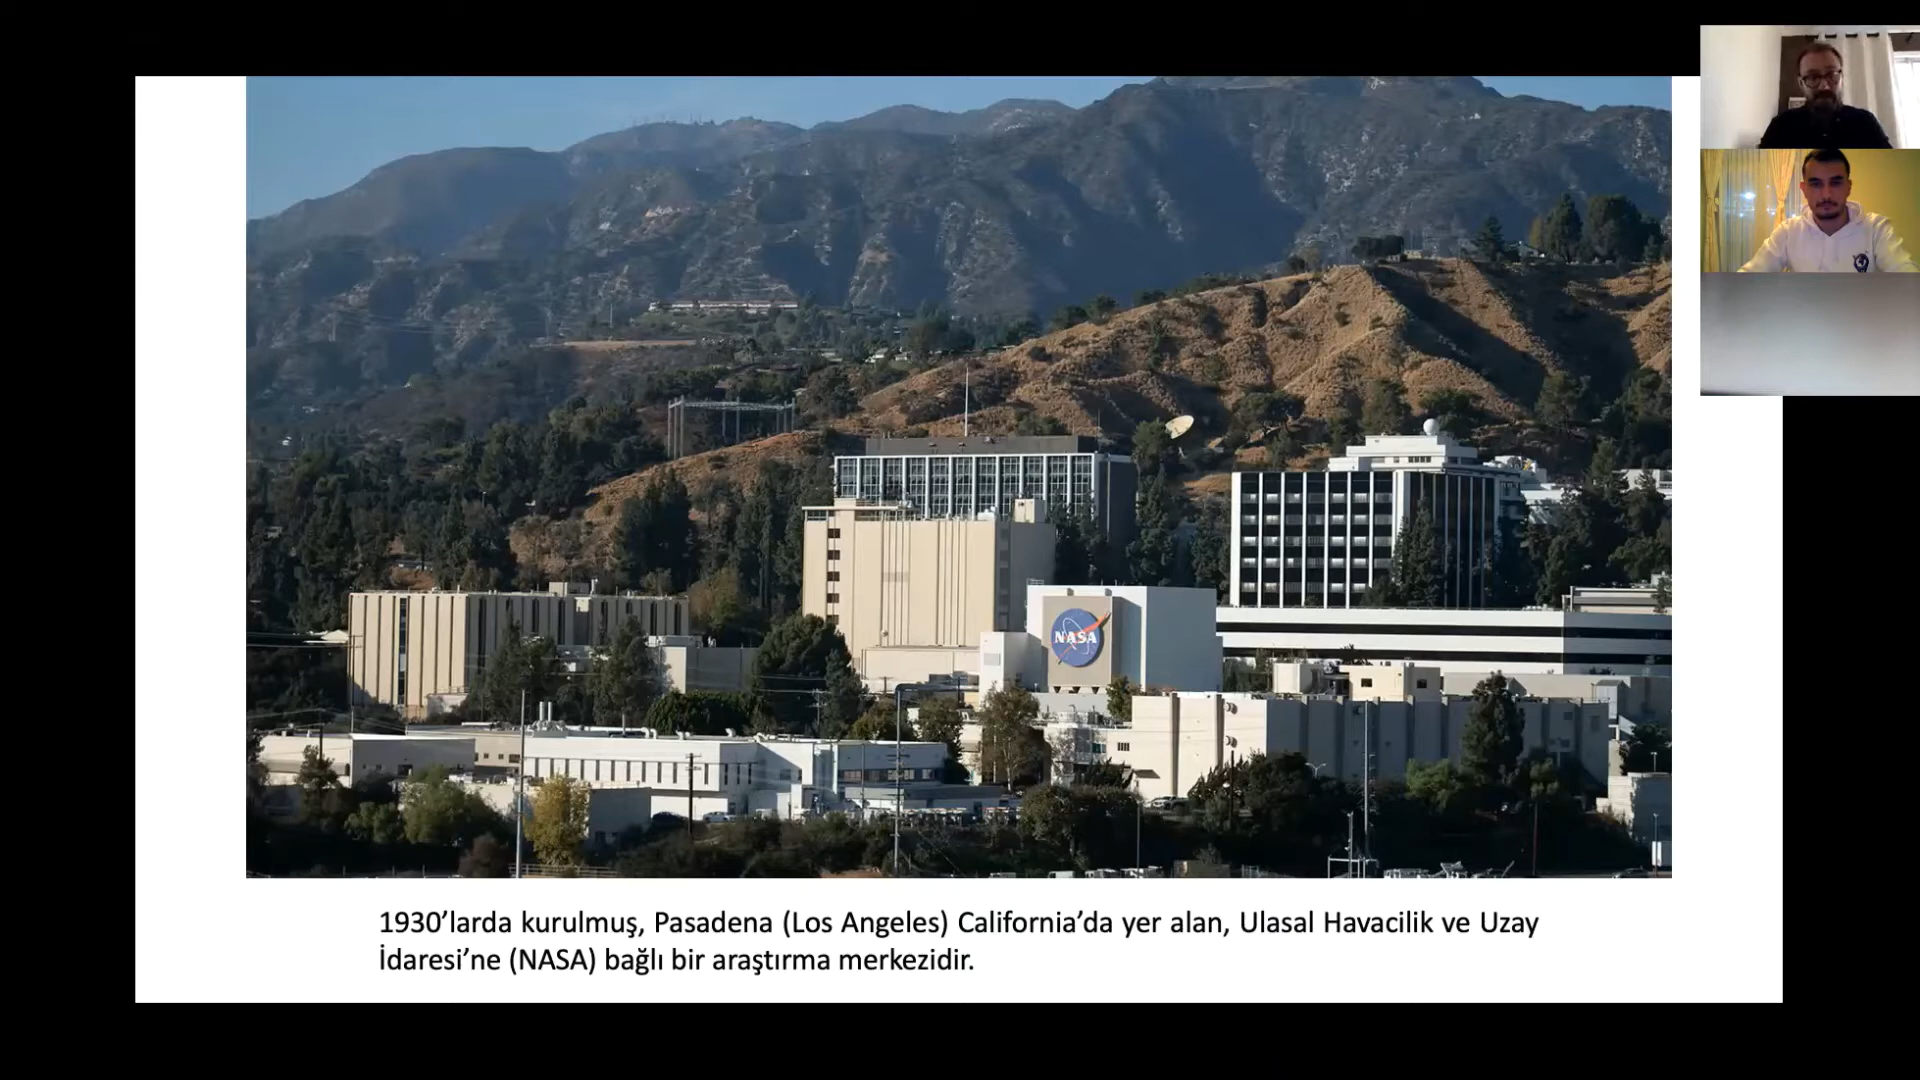 NASA
1930’larda kurulmuş, Pasadena (Los Angeles) California’da yer alan, Ulasal Havacilik ve Uzay
İdaresi’ne (NASA) bağlı bir araştırma merkezidir.